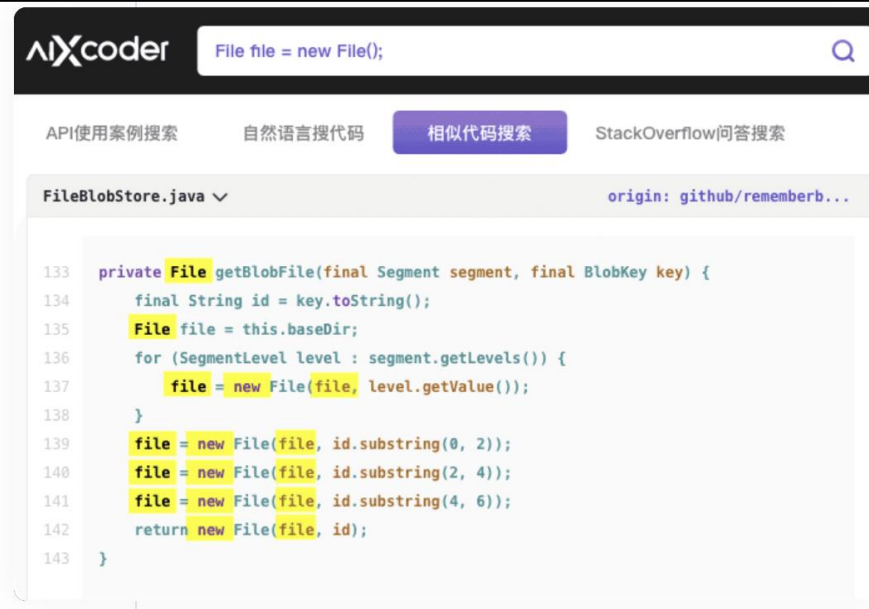 aiXcoder
File file = new File();
API使用案例搜索 自然语言搜代码 相似代码搜索 StackOverflow问答搜索
FileBlobStore.java origin: github/rememberb...
133 private File getBlobFile(final Segment segment, final BlobKey key) {
134 final String id = key.toString();
135 File file = this.baseDir;
136 for (SegmentLevel level : segment.getLevels()) {
137 file = new File(file, level.getValue());
138 }
139 file = new File(file, id.substring(0, 2));
140 file = new File(file, id.substring(2, 4));
141 file = new File(file, id.substring(4, 6));
142 return new File(file, id);
143 }